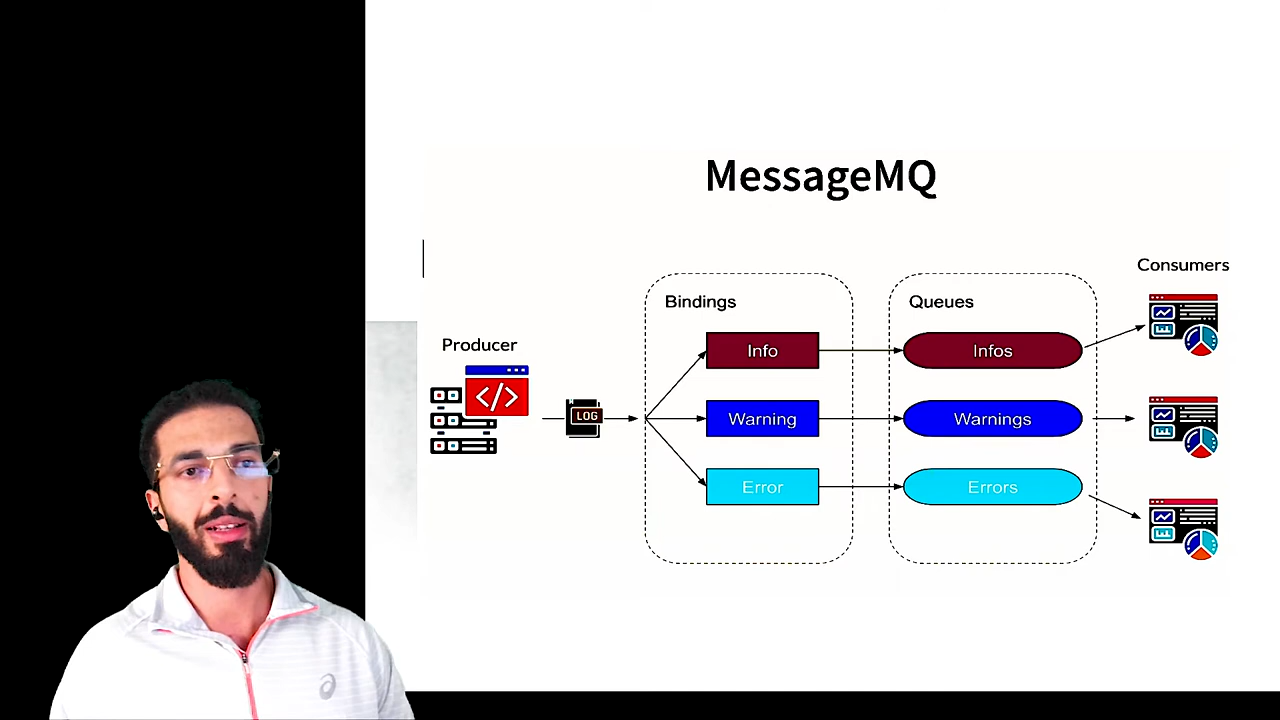 MessageMQ
Consumers
Bindings
Queues
Producer
Info
Infos
LOG
Warning
Warnings
Error
Errors